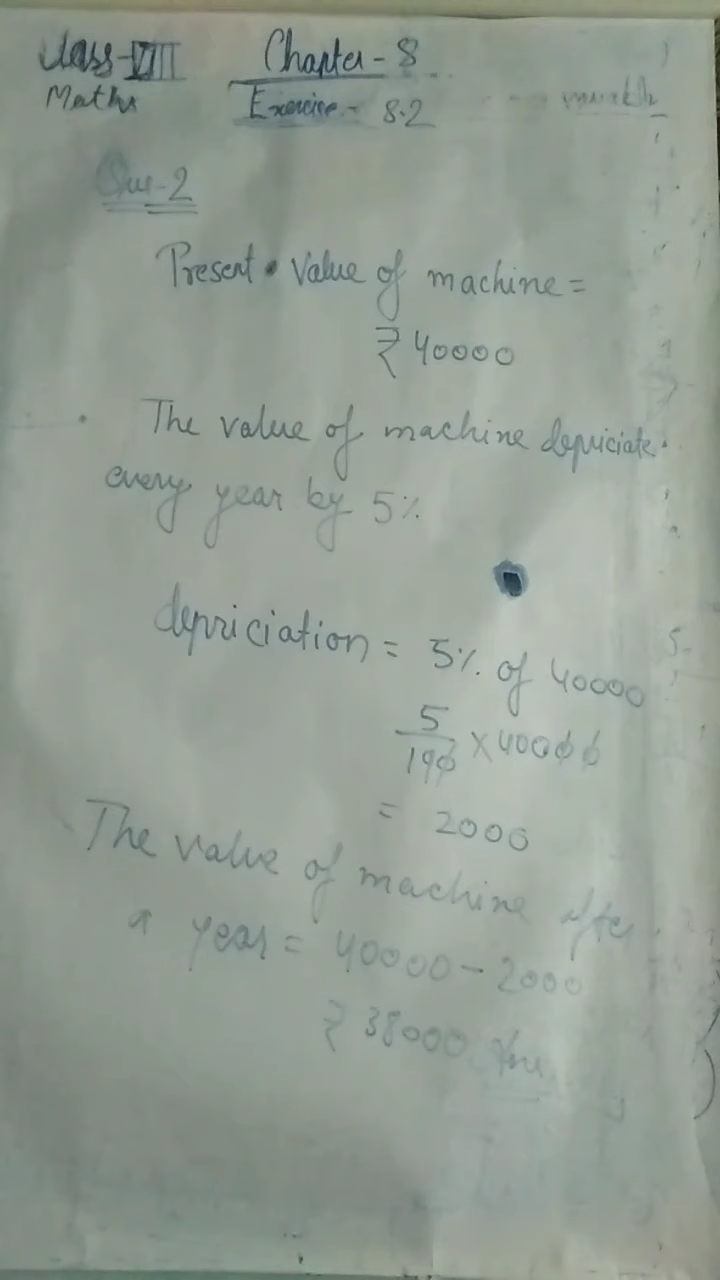 Class-VIII Chapter-8
Maths Exercise- 8.2
Que-2
Present Value of machine =
₹40000
The value of machine depriciate
every year by 5%
depriciation = 5% of 40000
5/100 × 40000
= 2000
The value of machine after
a year = 40000 - 2000
₹ 38000 Ans